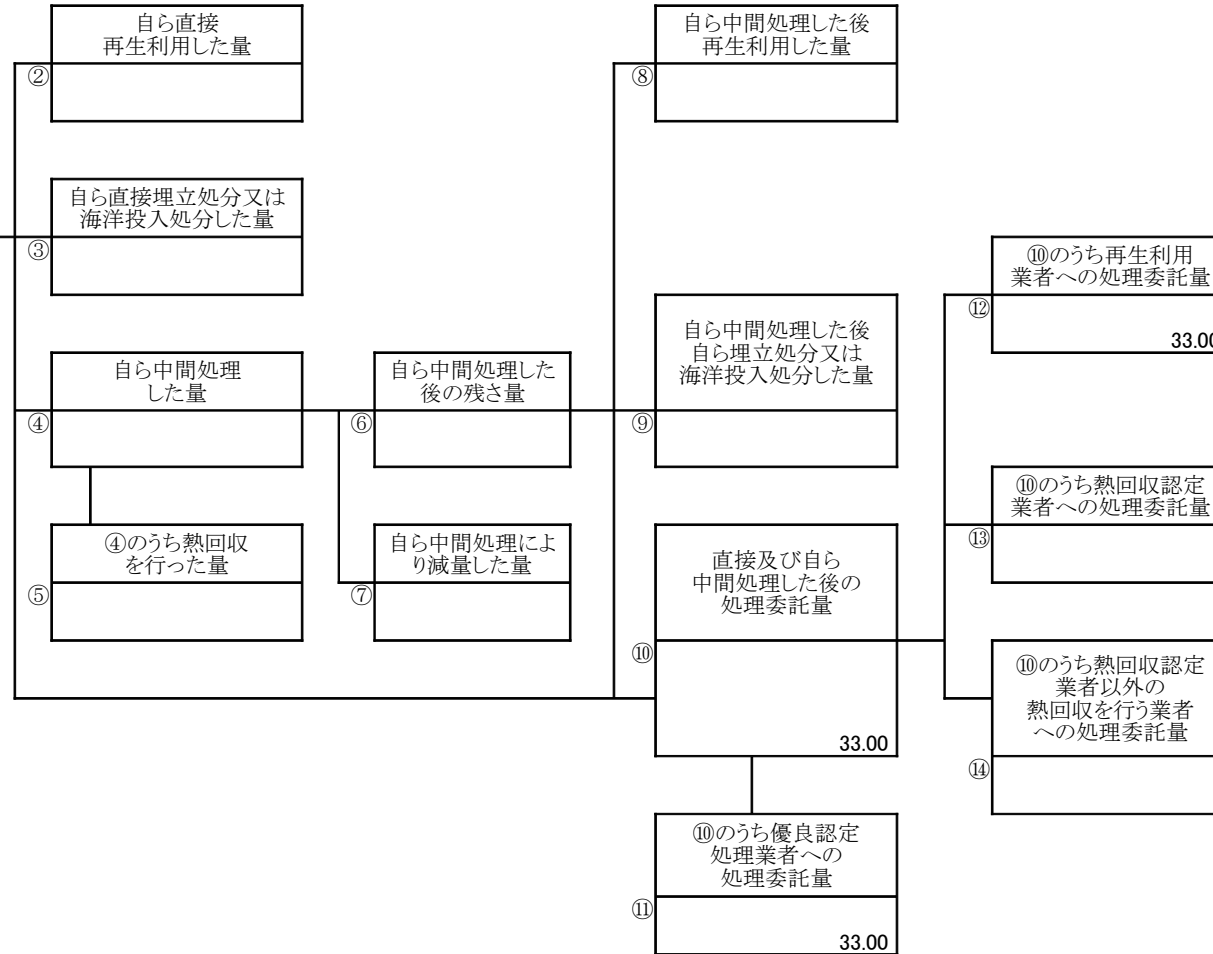 自ら直接
再生利用した量
②
自ら中間処理した後
再生利用した量
⑧
自ら直接埋立処分又は
海洋投入処分した量
③
⑩のうち再生利用
業者への処理委託量
⑫
33.00
自ら中間処理した後
自ら埋立処分又は
海洋投入処分した量
⑨
自ら中間処理
した量
④
自ら中間処理した
後の残さ量
⑥
⑩のうち熱回収認定
業者への処理委託量
⑬
④のうち熱回収
を行った量
⑤
自ら中間処理によ
り減量した量
⑦
直接及び自ら
中間処理した後の
処理委託量
⑩
33.00
⑩のうち熱回収認定
業者以外の
熱回収を行う業者
への処理委託量
⑭
⑩のうち優良認定
処理業者への
処理委託量
⑪
33.00